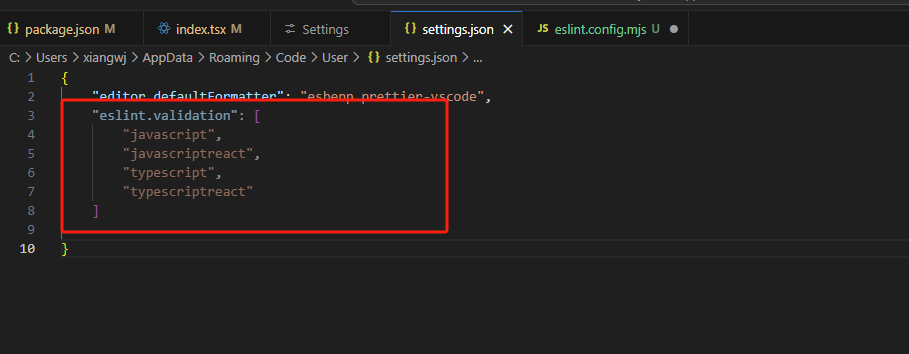 {} package.json M
index.tsx M
Settings
{} settings.json
JS eslint.config.mjs U
C: > Users > xiangwj > AppData > Roaming > Code > User > {} settings.json > ...
1 {
2 "editor.defaultFormatter": "esbenp.prettier-vscode",
3 "eslint.validation": [
4 "javascript",
5 "javascriptreact",
6 "typescript",
7 "typescriptreact"
8 ]
9
10 }